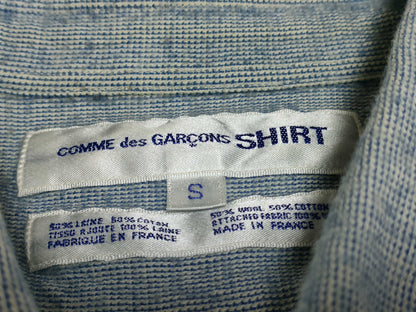 COMME des GARÇONS SHIRT
S
50% LAINE 50% COTON
TISSU AJOUTE 100% LAINE
FABRIQUE EN FRANCE
50% WOOL 50% COTTON
ATTACHED FABRIC 100%
MADE IN FRANCE